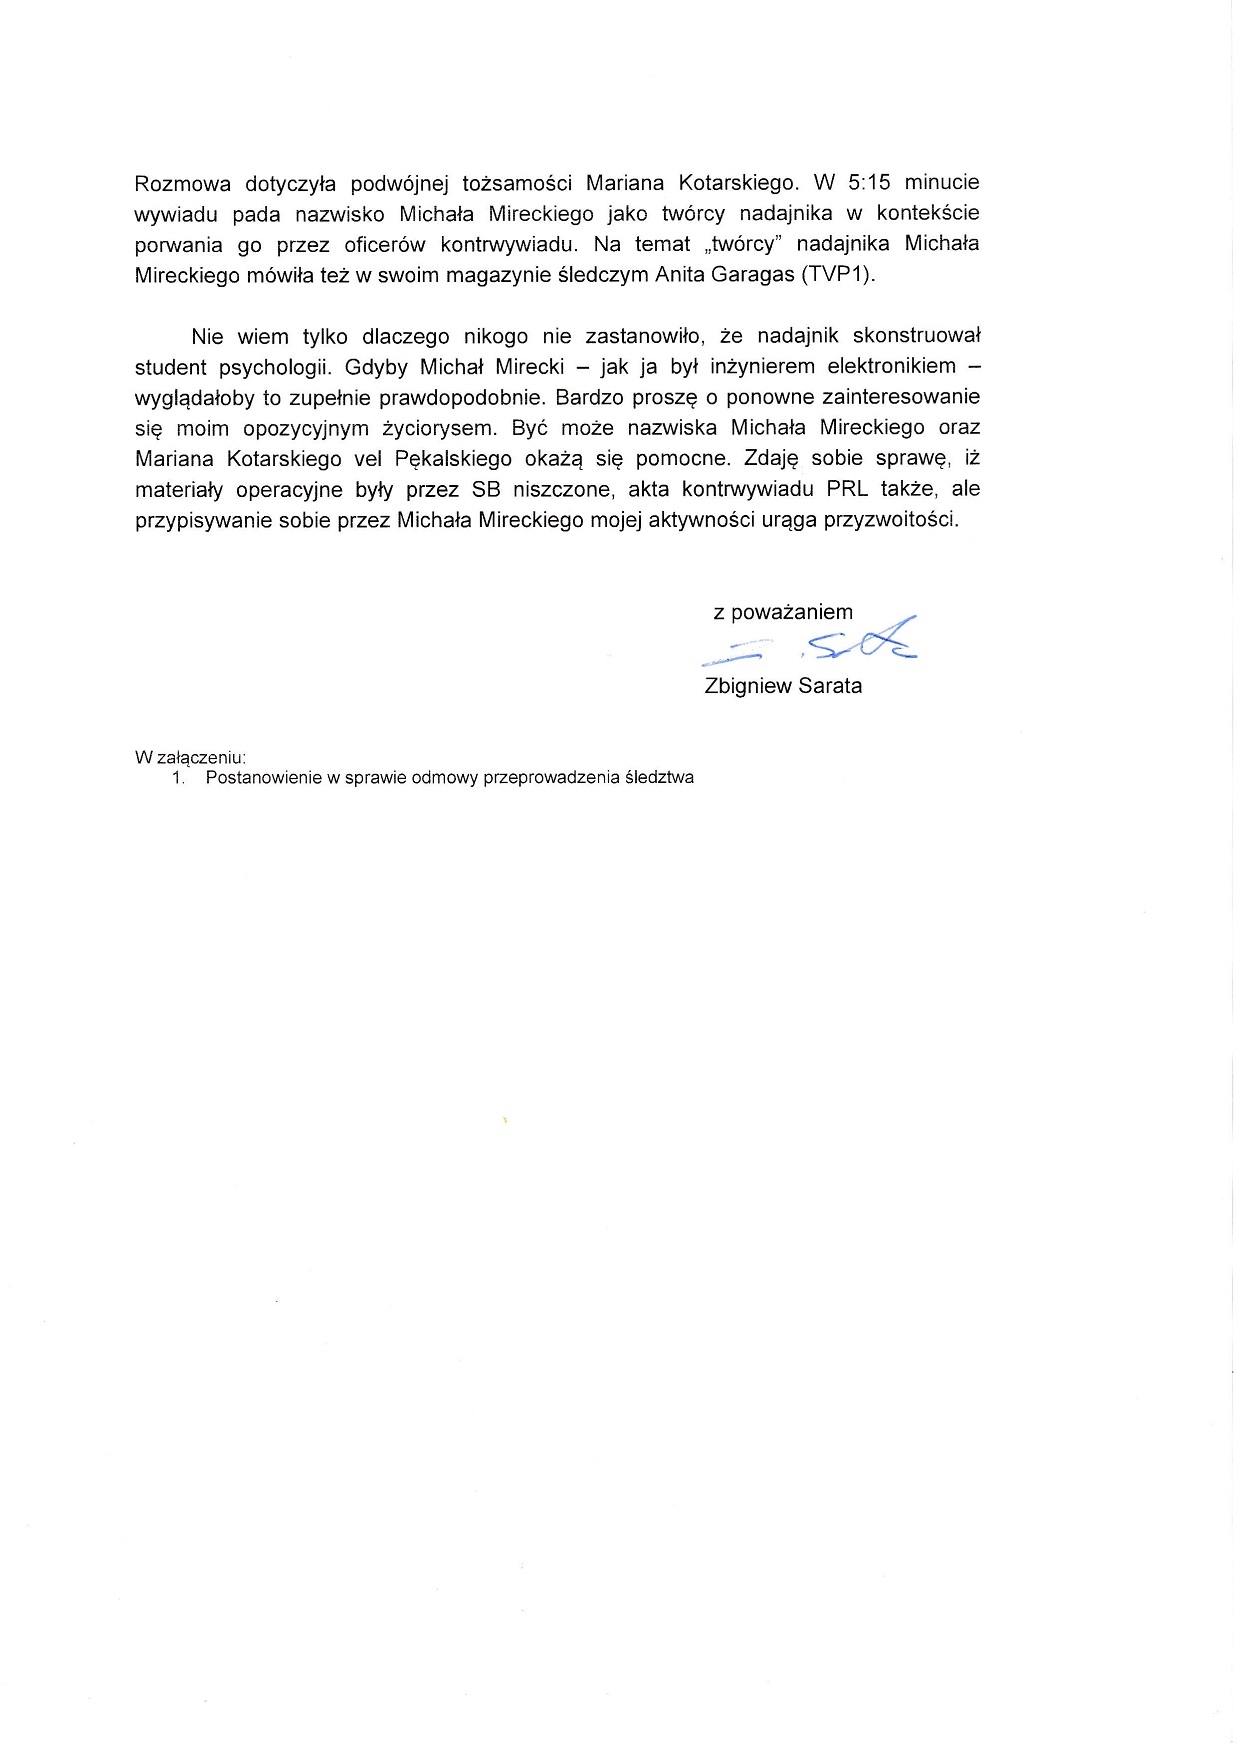 Rozmowa dotyczyła podwójnej tożsamości Mariana Kotarskiego. W 5:15 minucie
wywiadu pada nazwisko Michała Mireckiego jako twórcy nadajnika w kontekście
porwania go przez oficerów kontrwywiadu. Na temat „twórcy” nadajnika Michała
Mireckiego mówiła też w swoim magazynie śledczym Anita Garagas (TVP1).
Nie wiem tylko dlaczego nikogo nie zastanowiło, że nadajnik skonstruował
student psychologii. Gdyby Michał Mirecki – jak ja był inżynierem elektronikiem –
wyglądałoby to zupełnie prawdopodobnie. Bardzo proszę o ponowne zainteresowanie
się moim opozycyjnym życiorysem. Być może nazwiska Michała Mireckiego oraz
Mariana Kotarskiego vel Pękalskiego okażą się pomocne. Zdaję sobie sprawę, iż
materiały operacyjne były przez SB niszczone, akta kontrwywiadu PRL także, ale
przypisywanie sobie przez Michała Mireckiego mojej aktywności urąga przyzwoitości.
z poważaniem
Zbigniew Sarata
W załączeniu:
1. Postanowienie w sprawie odmowy przeprowadzenia śledztwa